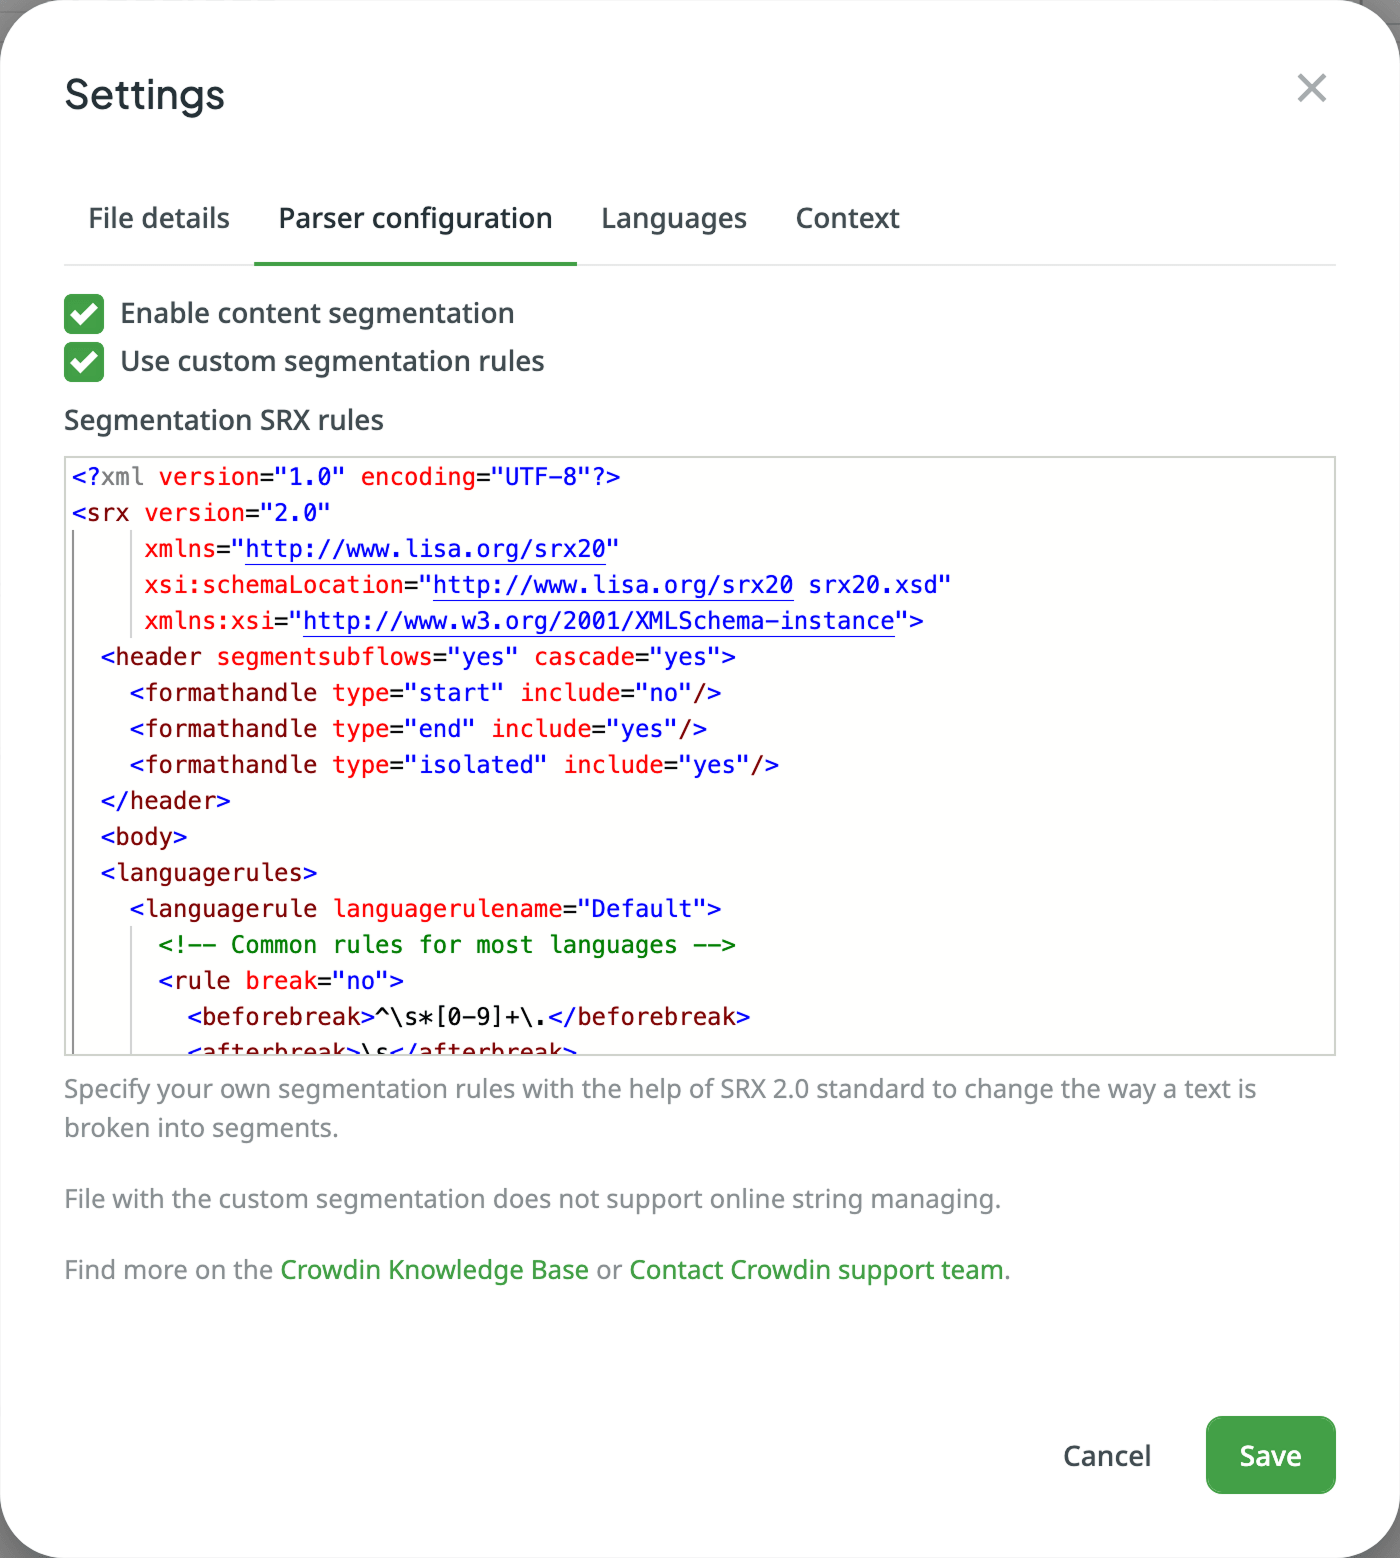 Settings
File details Parser configuration Languages Context
Enable content segmentation
Use custom segmentation rules
Segmentation SRX rules
<?xml version="1.0" encoding="UTF-8"?>
<srx version="2.0"
xmlns="http://www.lisa.org/srx20"
xsi:schemaLocation="http://www.lisa.org/srx20 srx20.xsd"
xmlns:xsi="http://www.w3.org/2001/XMLSchema-instance">
<header segmentsubflows="yes" cascade="yes">
<formathandle type="start" include="no"/>
<formathandle type="end" include="yes"/>
<formathandle type="isolated" include="yes"/>
</header>
<body>
<languagerules>
<languagerule languagerulename="Default">
<!-- Common rules for most languages -->
<rule break="no">
<beforebreak>^\s*[0-9]+\.</beforebreak>
<afterbreak>\s</afterbreak>
Specify your own segmentation rules with the help of SRX 2.0 standard to change the way a text is
broken into segments.
File with the custom segmentation does not support online string managing.
Find more on the Crowdin Knowledge Base or Contact Crowdin support team.
Cancel Save